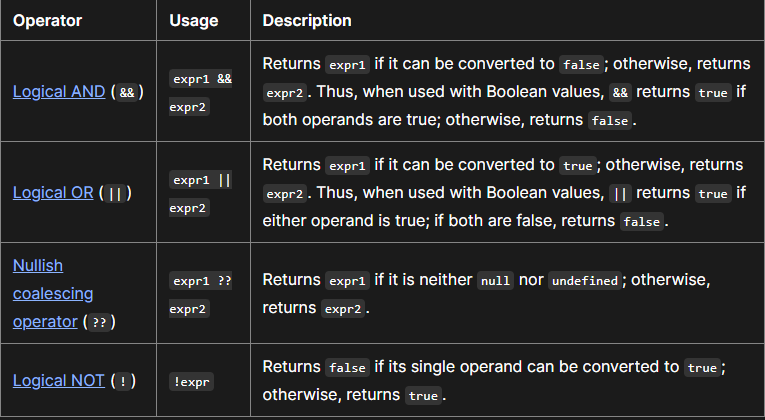 Operator Usage Description
Logical AND (&&) expr1 && expr2 Returns expr1 if it can be converted to false; otherwise, returns
expr2. Thus, when used with Boolean values, && returns true if
both operands are true; otherwise, returns false.
Logical OR (||) expr1 || expr2 Returns expr1 if it can be converted to true; otherwise, returns
expr2. Thus, when used with Boolean values, || returns true if
either operand is true; if both are false, returns false.
Nullish
coalescing
operator (??)
expr1 ??
expr2
Returns expr1 if it is neither null nor undefined; otherwise,
returns expr2.
Logical NOT (!) !expr Returns false if its single operand can be converted to true;
otherwise, returns true.